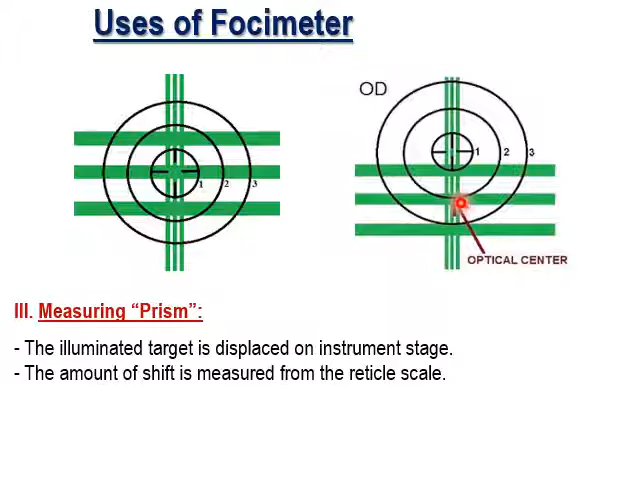 Uses of Focimeter
OD
1 2 3
1 2 3
OPTICAL CENTER
III. Measuring “Prism”:
- The illuminated target is displaced on instrument stage.
- The amount of shift is measured from the reticle scale.